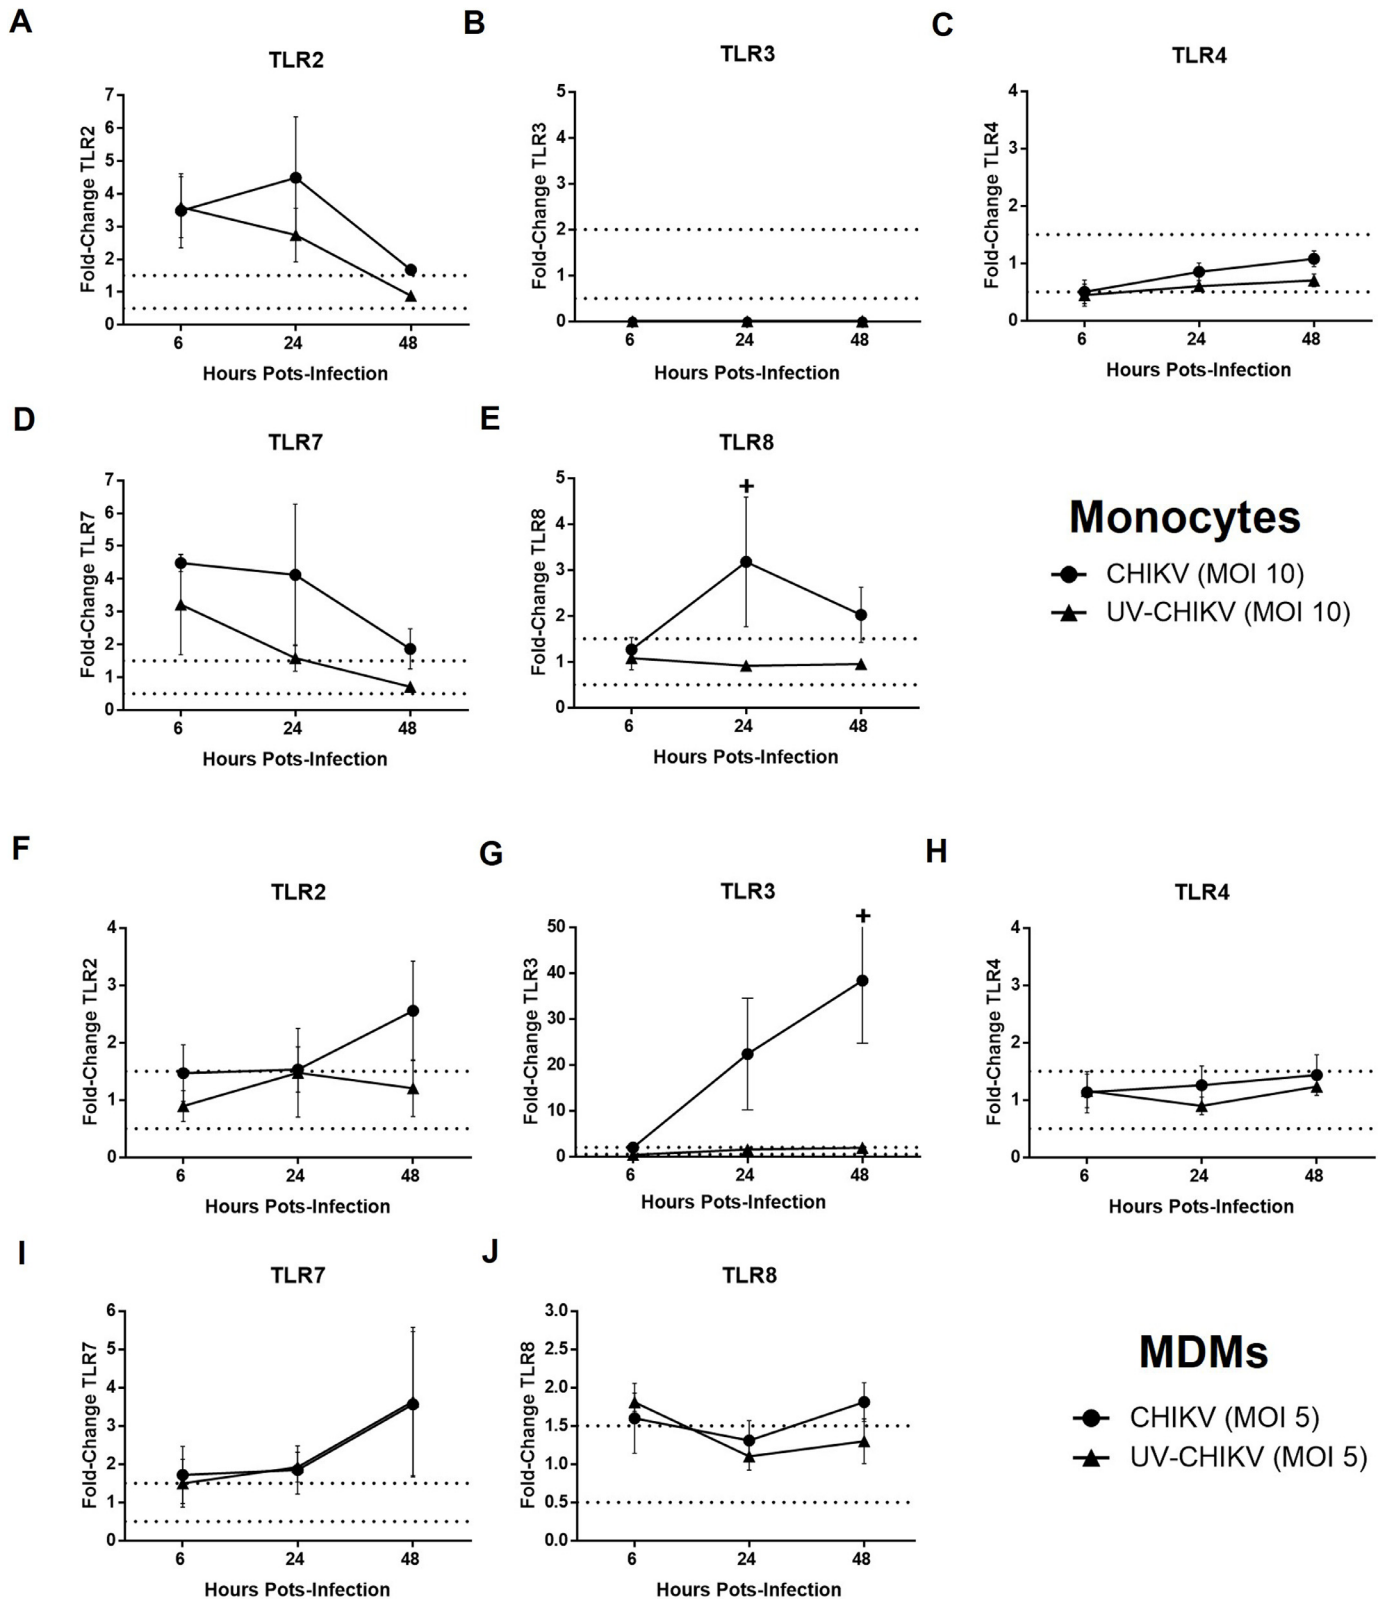 A
B
C
TLR2
TLR3
TLR4
Fold-Change TLR2
7
6
5
4
3
2
1
0
6
24
48
Hours Pots-Infection
Fold-Change TLR3
5
4
3
2
1
0
6
24
48
Hours Pots-Infection
Fold-Change TLR4
4
3
2
1
0
6
24
48
Hours Pots-Infection
D
E
TLR7
TLR8
Fold-Change TLR7
7
6
5
4
3
2
1
0
6
24
48
Hours Pots-Infection
Fold-Change TLR8
5
4
3
2
1
0
+
6
24
48
Hours Pots-Infection
Monocytes
CHIKV (MOI 10)
UV-CHIKV (MOI 10)
F
G
H
TLR2
TLR3
TLR4
Fold-Change TLR2
4
3
2
1
0
6
24
48
Hours Pots-Infection
Fold-Change TLR3
50
40
30
20
10
0
+
6
24
48
Hours Pots-Infection
Fold-Change TLR4
4
3
2
1
0
6
24
48
Hours Pots-Infection
I
J
TLR7
TLR8
Fold-Change TLR7
6
5
4
3
2
1
0
6
24
48
Hours Pots-Infection
Fold-Change TLR8
3.0
2.5
2.0
1.5
1.0
0.5
0.0
6
24
48
Hours Pots-Infection
MDMs
CHIKV (MOI 5)
UV-CHIKV (MOI 5)